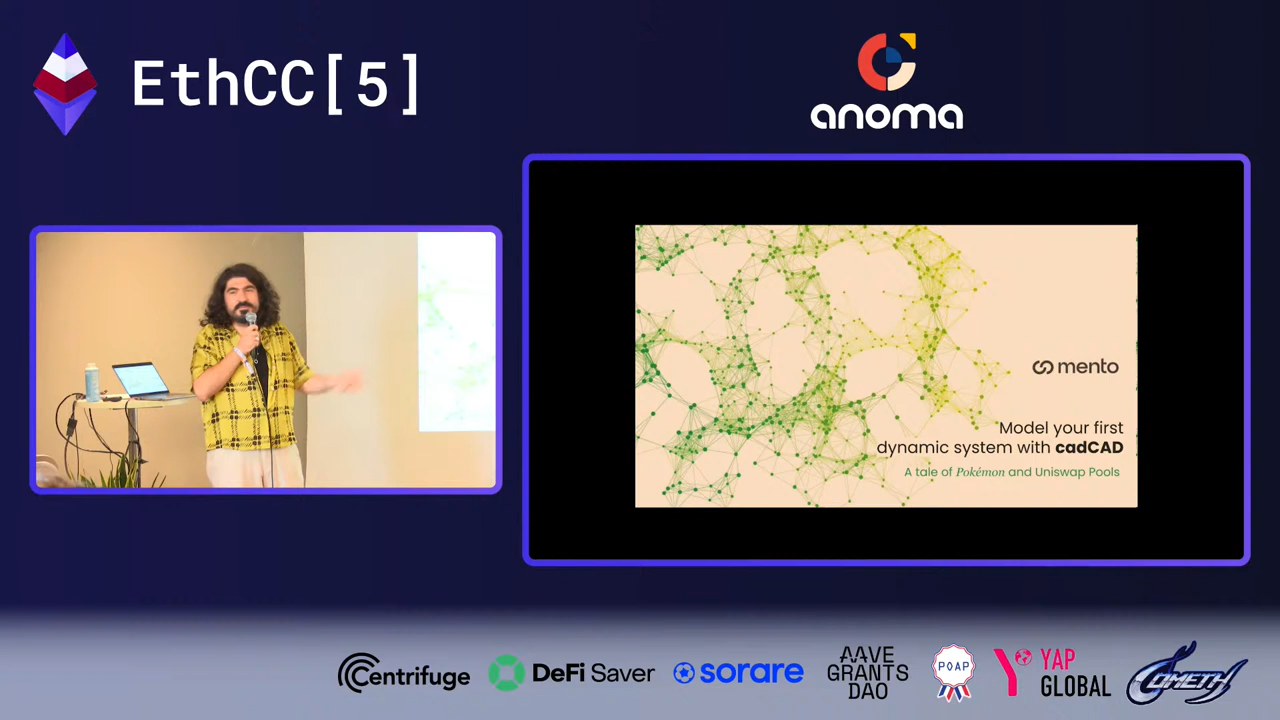 EthCC[5]
anoma
mento
Model your first
dynamic system with cadCAD
A tale of Pokémon and Uniswap Pools
Centrifuge
DeFi Saver
sorare
AAVE
GRANTS
DAO
POAP
YAP
GLOBAL
COMETH